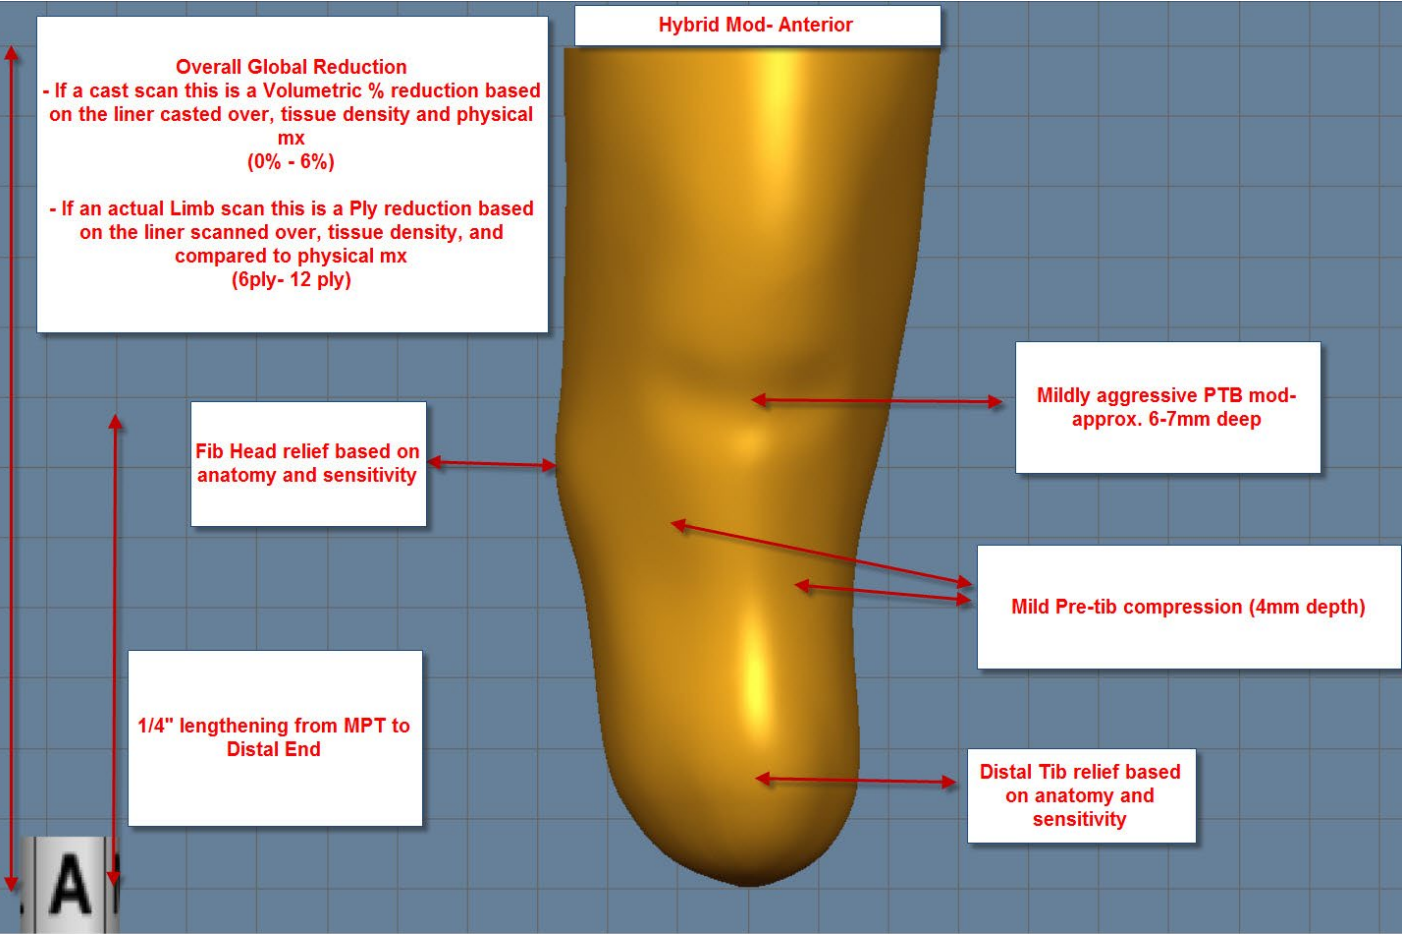 Hybrid Mod- Anterior
Overall Global Reduction
- If a cast scan this is a Volumetric % reduction based
on the liner casted over, tissue density and physical
mx
(0% - 6%)
- If an actual Limb scan this is a Ply reduction based
on the liner scanned over, tissue density, and
compared to physical mx
(6ply- 12 ply)
Mildly aggressive PTB mod-
approx. 6-7mm deep
Fib Head relief based on
anatomy and sensitivity
Mild Pre-tib compression (4mm depth)
1/4" lengthening from MPT to
Distal End
Distal Tib relief based
on anatomy and
sensitivity
A